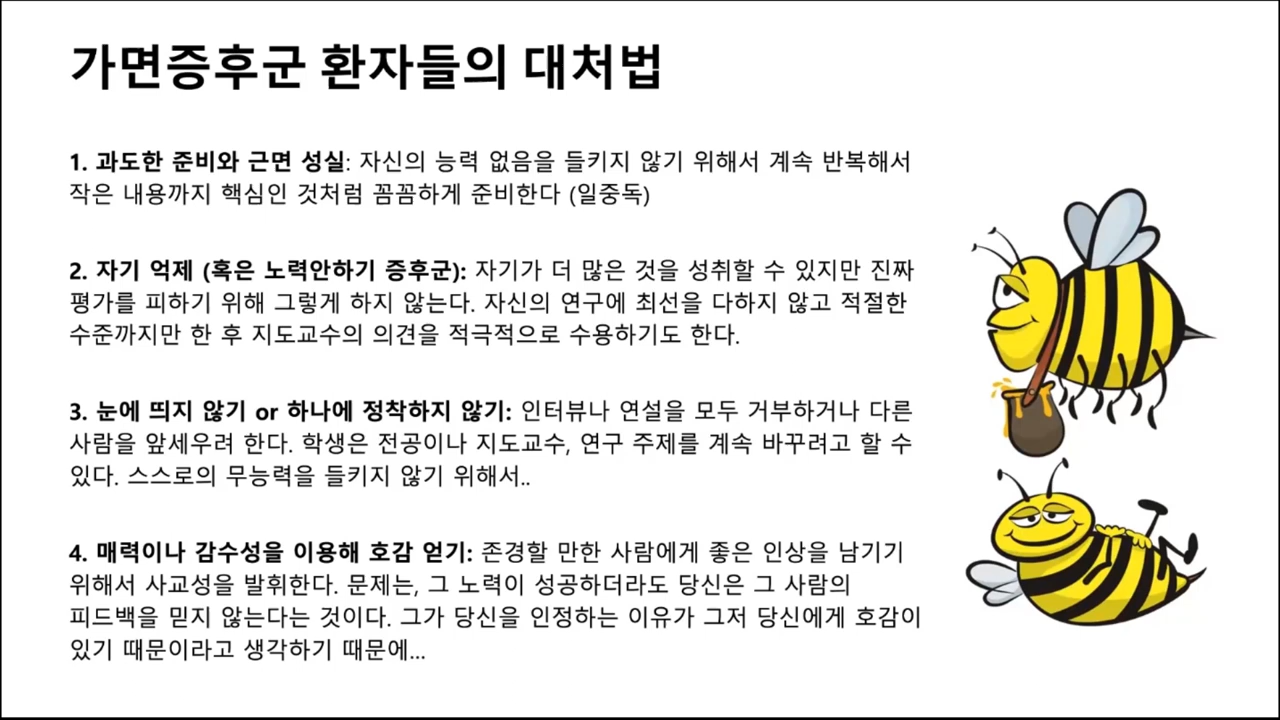 가면증후군 환자들의 대처법
1. 과도한 준비와 근면 성실: 자신의 능력 없음을 들키지 않기 위해서 계속 반복해서
작은 내용까지 핵심인 것처럼 꼼꼼하게 준비한다 (일중독)
2. 자기 억제 (혹은 노력안하기 증후군): 자기가 더 많은 것을 성취할 수 있지만 진짜
평가를 피하기 위해 그렇게 하지 않는다. 자신의 연구에 최선을 다하지 않고 적절한
수준까지만 한 후 지도교수의 의견을 적극적으로 수용하기도 한다.
3. 눈에 띄지 않기 or 하나에 정착하지 않기: 인터뷰나 연설을 모두 거부하거나 다른
사람을 앞세우려 한다. 학생은 전공이나 지도교수, 연구 주제를 계속 바꾸려고 할 수
있다. 스스로의 무능력을 들키지 않기 위해서..
4. 매력이나 감수성을 이용해 호감 얻기: 존경할 만한 사람에게 좋은 인상을 남기기
위해서 사교성을 발휘한다. 문제는, 그 노력이 성공하더라도 당신은 그 사람의
피드백을 믿지 않는다는 것이다. 그가 당신을 인정하는 이유가 그저 당신에게 호감이
있기 때문이라고 생각하기 때문에...